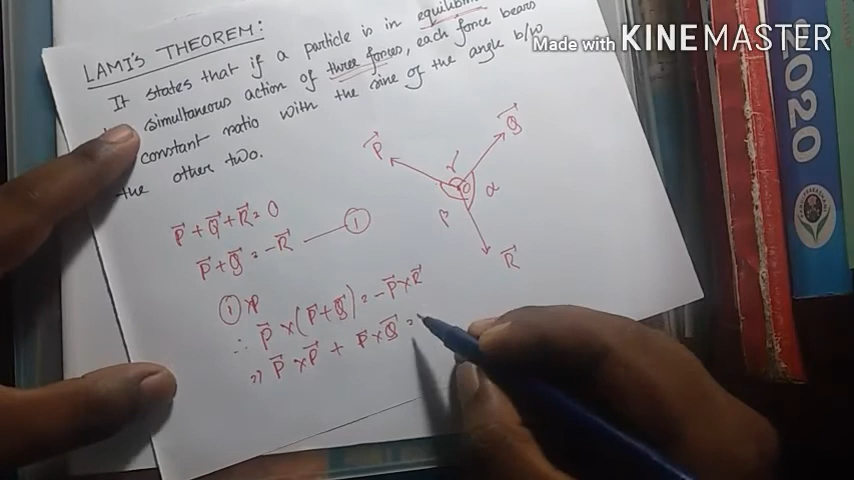 Made with KINEMASTER
LAMI'S THEOREM:
It states that if a particle is in
simultaneous action of three forces, each force bears
constant ratio with the sine of the angle b/w
the other two.
P⃗ + Q⃗ + R⃗ = 0
P⃗ + Q⃗ = -R⃗ — ①
① × P
∴ P⃗ × (P⃗ + Q⃗) = -P⃗ × R⃗
⇒ P⃗ × P⃗ + P⃗ × Q⃗ =
P⃗
Q⃗
γ
O
α
β
R⃗
2020